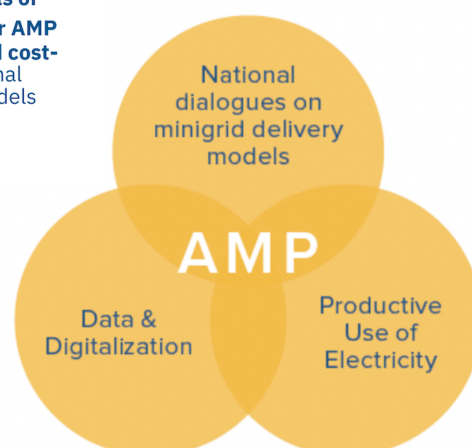 r AMP
cost-
nal
dels
National
dialogues on
minigrid delivery
models
AMP
Data &
Digitalization
Productive
Use of
Electricity